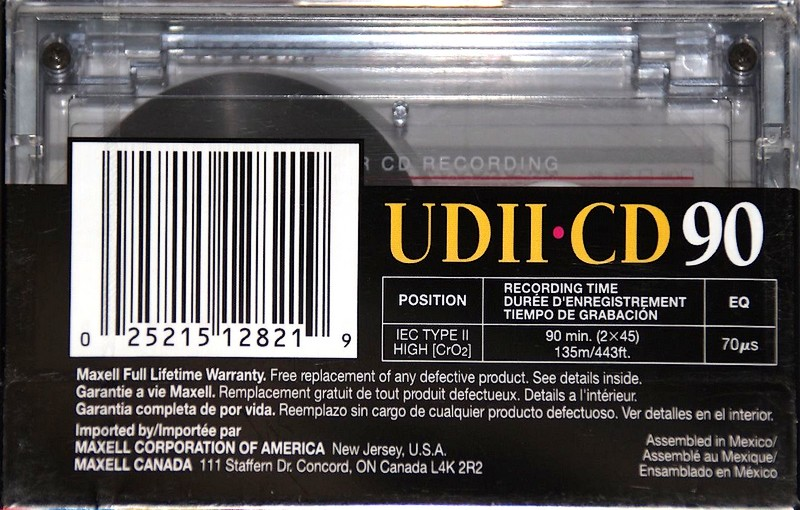 R CD RECORDING
UDII·CD 90
POSITION
RECORDING TIME
DURÉE D'ENREGISTREMENT
TIEMPO DE GRABACIÓN
EQ
IEC TYPE II
HIGH [CrO2]
90 min. (2×45)
135m/443ft.
70µs
0 25215 12821 9
Maxell Full Lifetime Warranty. Free replacement of any defective product. See details inside.
Garantie a vie Maxell. Remplacement gratuit de tout produit defectueux. Details a l'intérieur.
Garantia completa de por vida. Reemplazo sin cargo de cualquier producto defectuoso. Ver detalles en el interior.
Imported by/Importée par
MAXELL CORPORATION OF AMERICA New Jersey, U.S.A.
MAXELL CANADA 111 Staffern Dr. Concord, ON Canada L4K 2R2
Assembled in Mexico/
Assemblé au Mexique/
Ensamblado en México